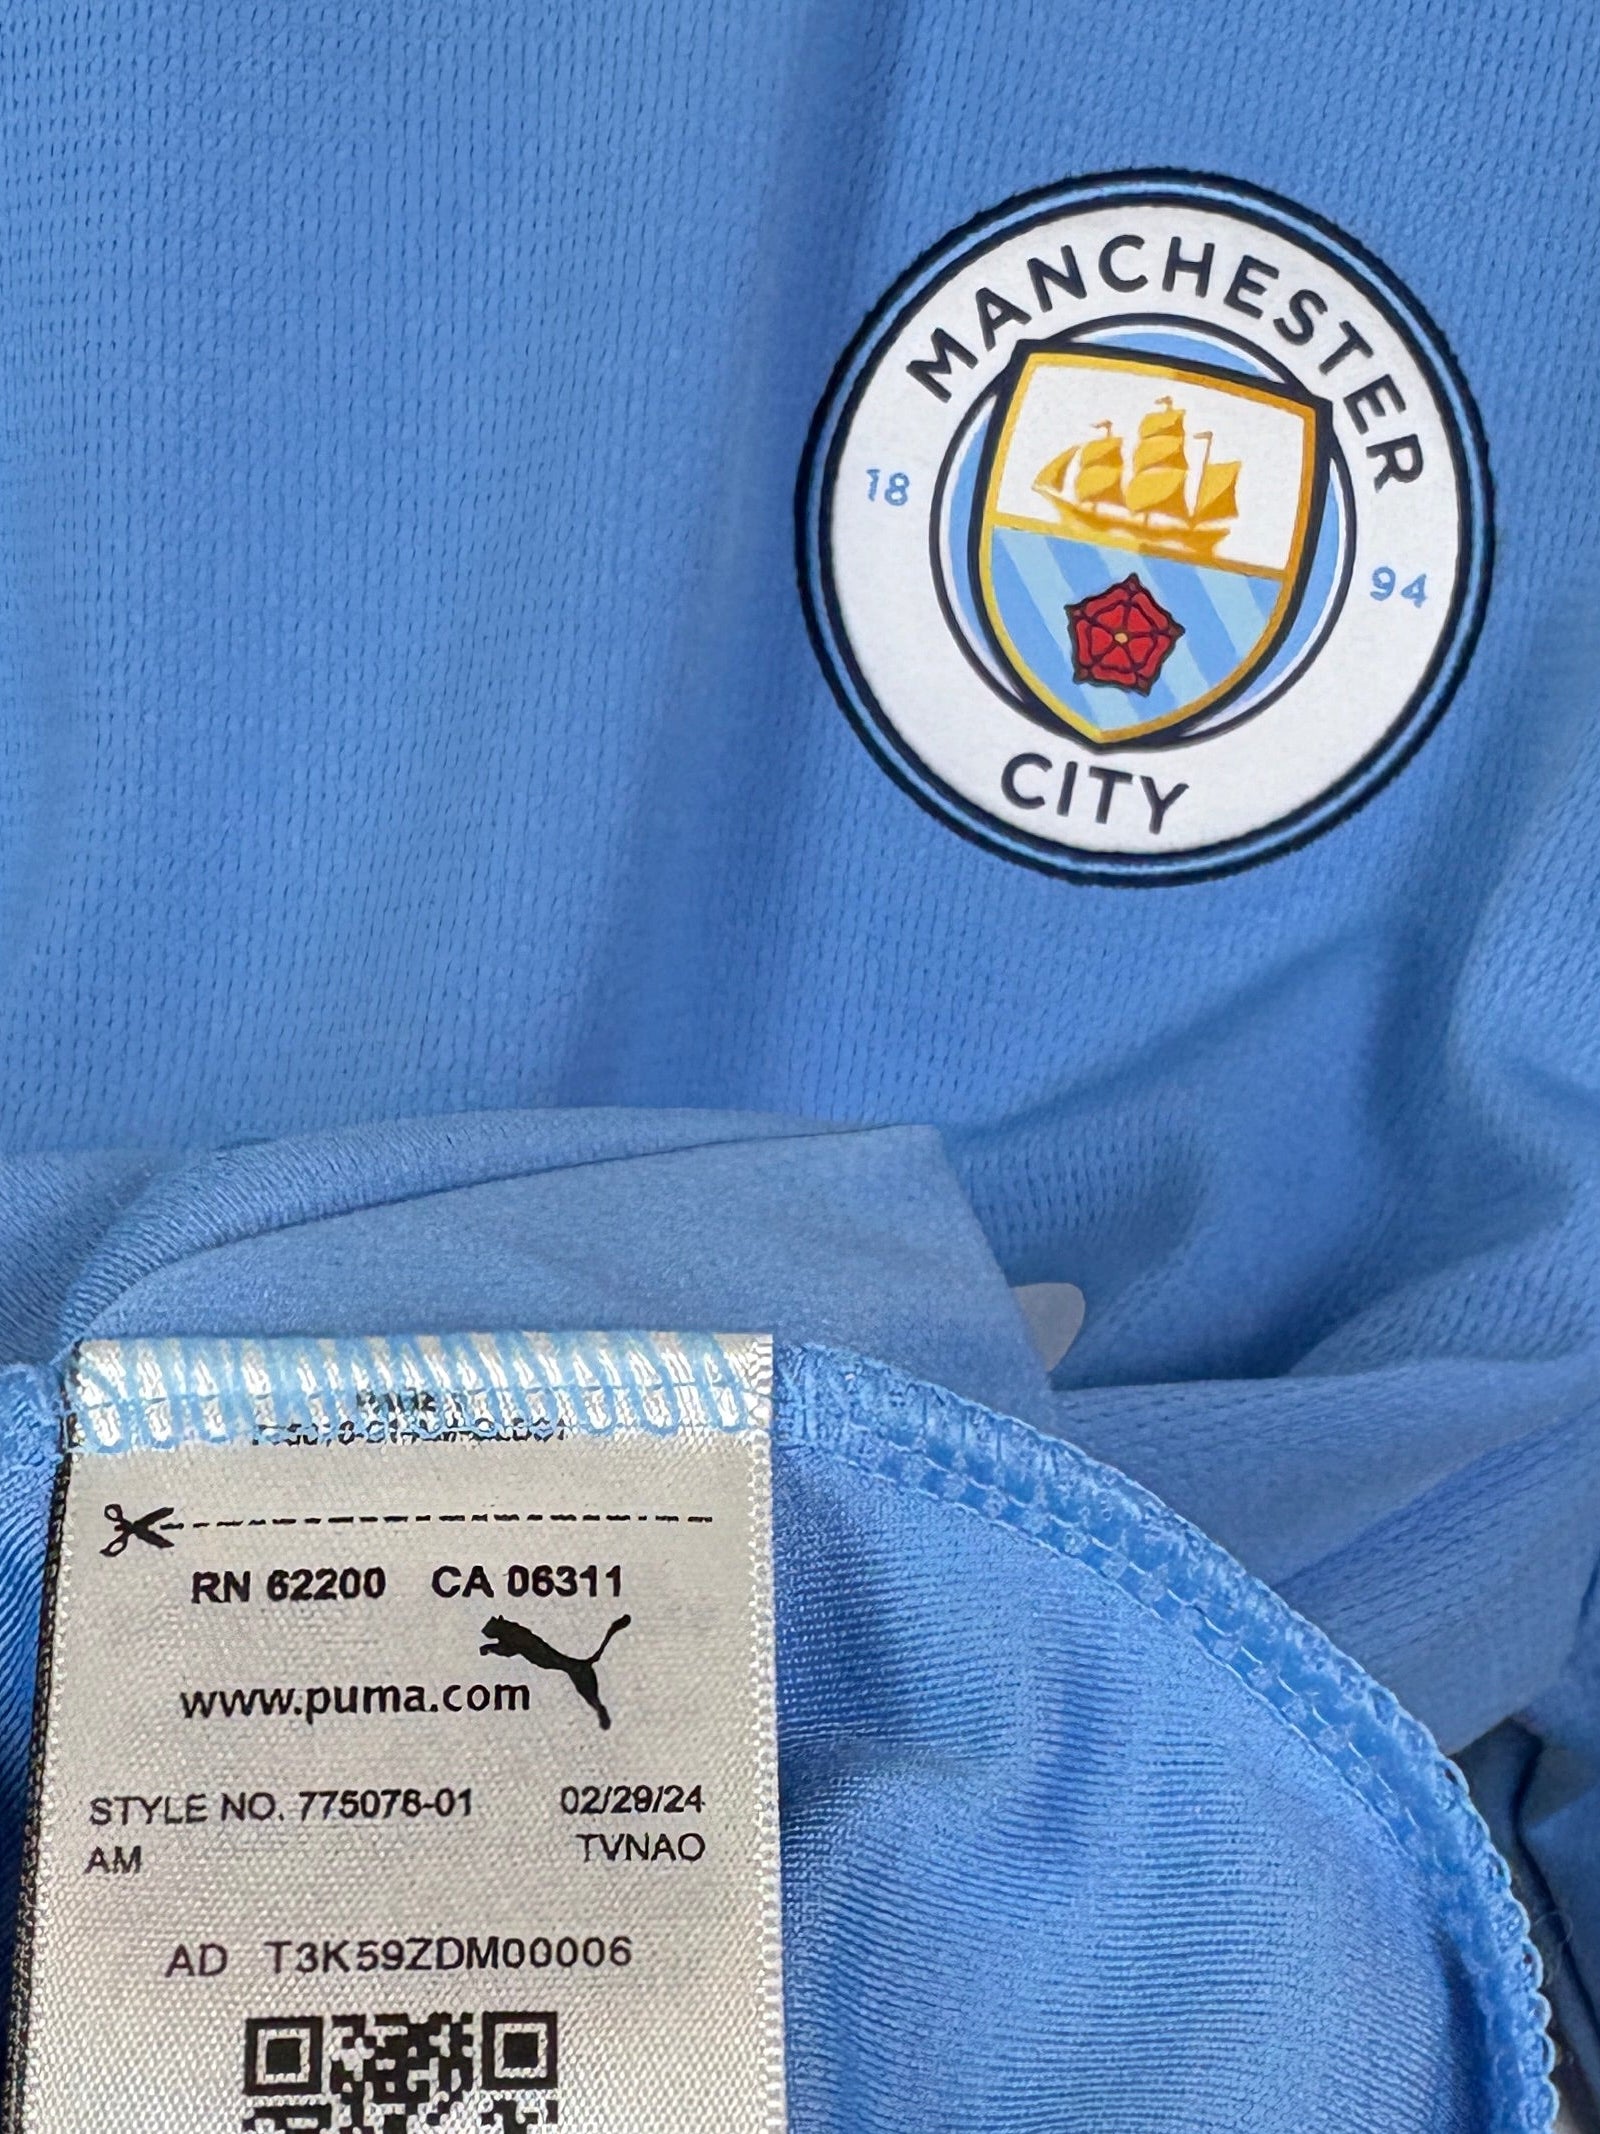 MANCHESTER
18 94
CITY
RN 62200 CA 06311
www.puma.com
STYLE NO. 775076-01 02/29/24
AM TVNAO
AD T3K59ZDM00006